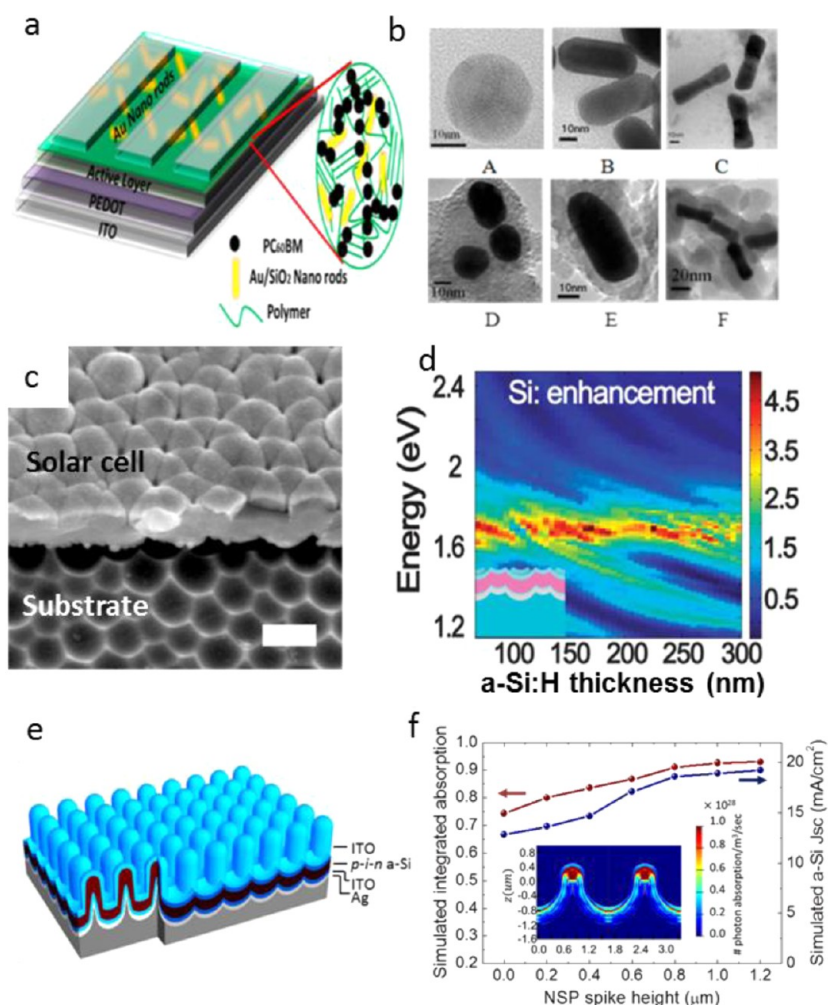 a
Au Nano rods
Active Layer
PEDOT
ITO
PC60BM
Au/SiO2 Nano rods
Polymer
b
10nm
10nm
10nm
A
B
C
10nm
10nm
20nm
D
E
F
c
Solar cell
Substrate
d
Si: enhancement
Energy (eV)
2.4
2
1.6
1.2
100 150 200 250 300
a-Si:H thickness (nm)
4.5
3.5
2.5
1.5
0.5
e
ITO
p-i-n a-Si
ITO
Ag
f
Simulated integrated absorption
1.0
0.9
0.8
0.7
0.6
0.5
0.4
0.3
0.2
0.0 0.2 0.4 0.6 0.8 1.0 1.2
NSP spike height (μm)
20
15
10
5
0
Simulated a-Si Jsc (mA/cm²)
z(um)
0.8
0.4
0.0
-0.4
-0.8
-1.2
-1.6
0.0 0.6 1.2 1.8 2.4 3.0
× 10²⁸
1.0
0.8
0.6
0.4
0.2
0.0
# photon absorption/m³/sec